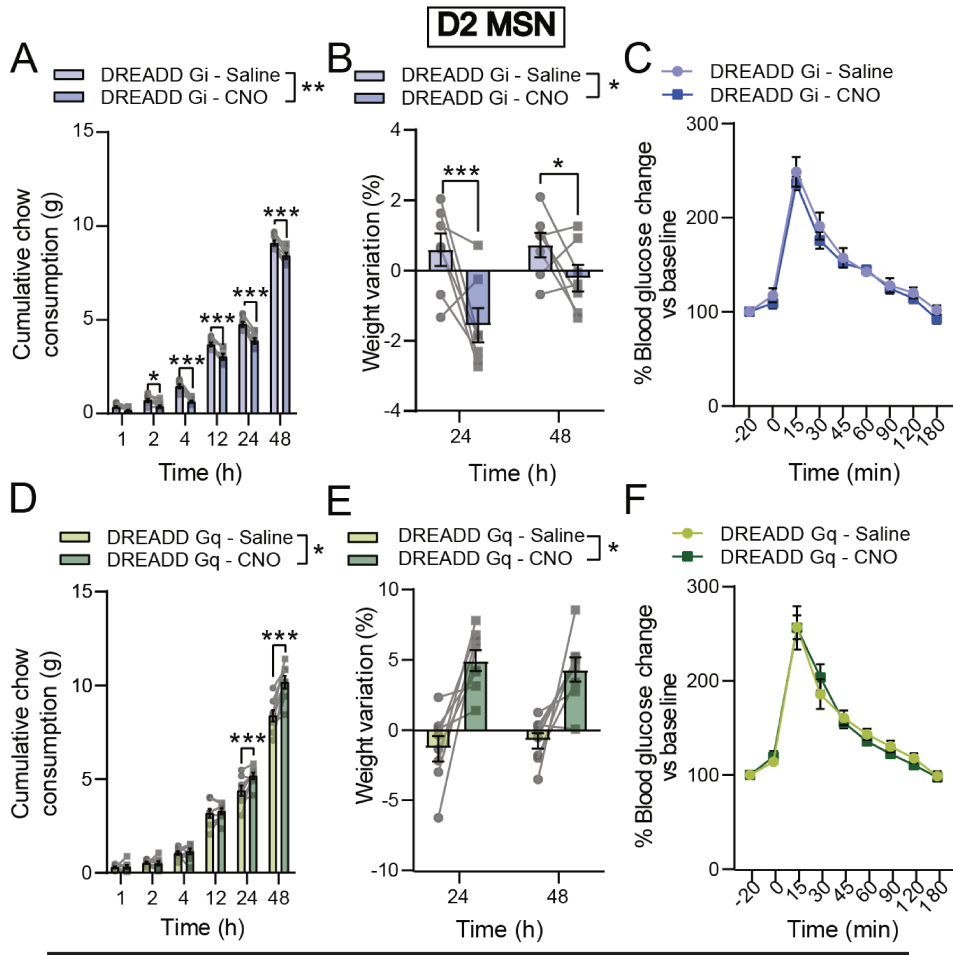 D2 MSN
A
DREADD Gi - Saline
DREADD Gi - CNO
**
15
10
5
0
Cumulative chow
consumption (g)
*
***
***
***
***
1 2 4 12 24 48
Time (h)
B
DREADD Gi - Saline
DREADD Gi - CNO
*
4
2
0
-2
-4
Weight variation (%)
***
*
24 48
Time (h)
C
DREADD Gi - Saline
DREADD Gi - CNO
300
200
100
0
% Blood glucose change
vs baseline
-20 0 15 30 45 60 90 120 180
Time (min)
D
DREADD Gq - Saline
DREADD Gq - CNO
*
15
10
5
0
Cumulative chow
consumption (g)
***
***
1 2 4 12 24 48
Time (h)
E
DREADD Gq - Saline
DREADD Gq - CNO
*
10
5
0
-5
-10
Weight variation (%)
24 48
Time (h)
F
DREADD Gq - Saline
DREADD Gq - CNO
300
200
100
0
% Blood glucose change
vs baseline
-20 0 15 30 45 60 90 120 180
Time (min)